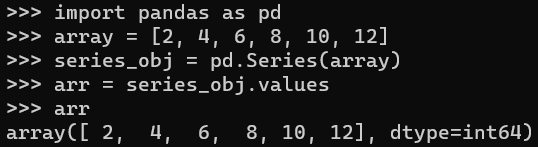 >>> import pandas as pd
>>> array = [2, 4, 6, 8, 10, 12]
>>> series_obj = pd.Series(array)
>>> arr = series_obj.values
>>> arr
array([ 2,  4,  6,  8, 10, 12], dtype=int64)